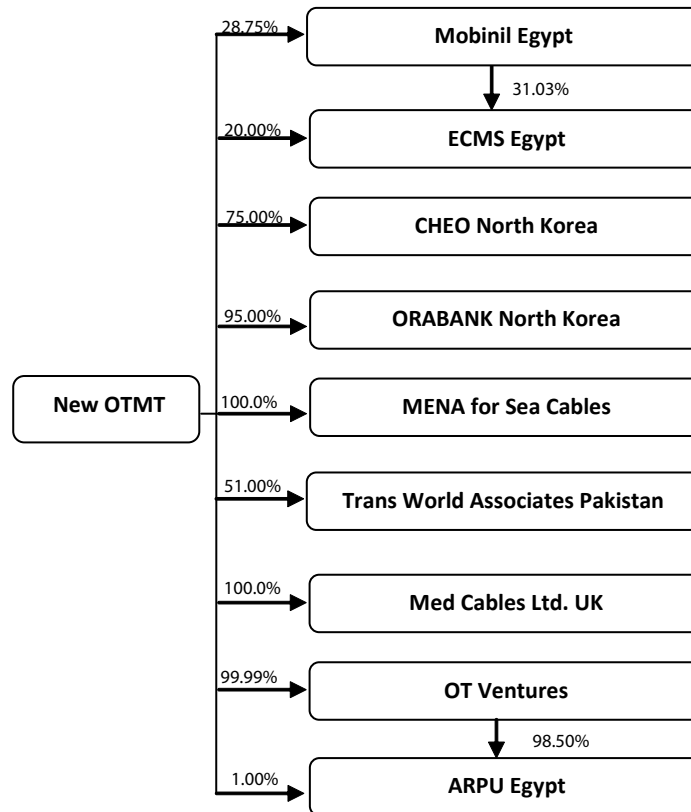 28.75%
Mobinil Egypt
31.03%
20.00%
ECMS Egypt
75.00%
CHEO North Korea
95.00%
ORABANK North Korea
New OTMT
100.0%
MENA for Sea Cables
51.00%
Trans World Associates Pakistan
100.0%
Med Cables Ltd. UK
99.99%
OT Ventures
98.50%
1.00%
ARPU Egypt